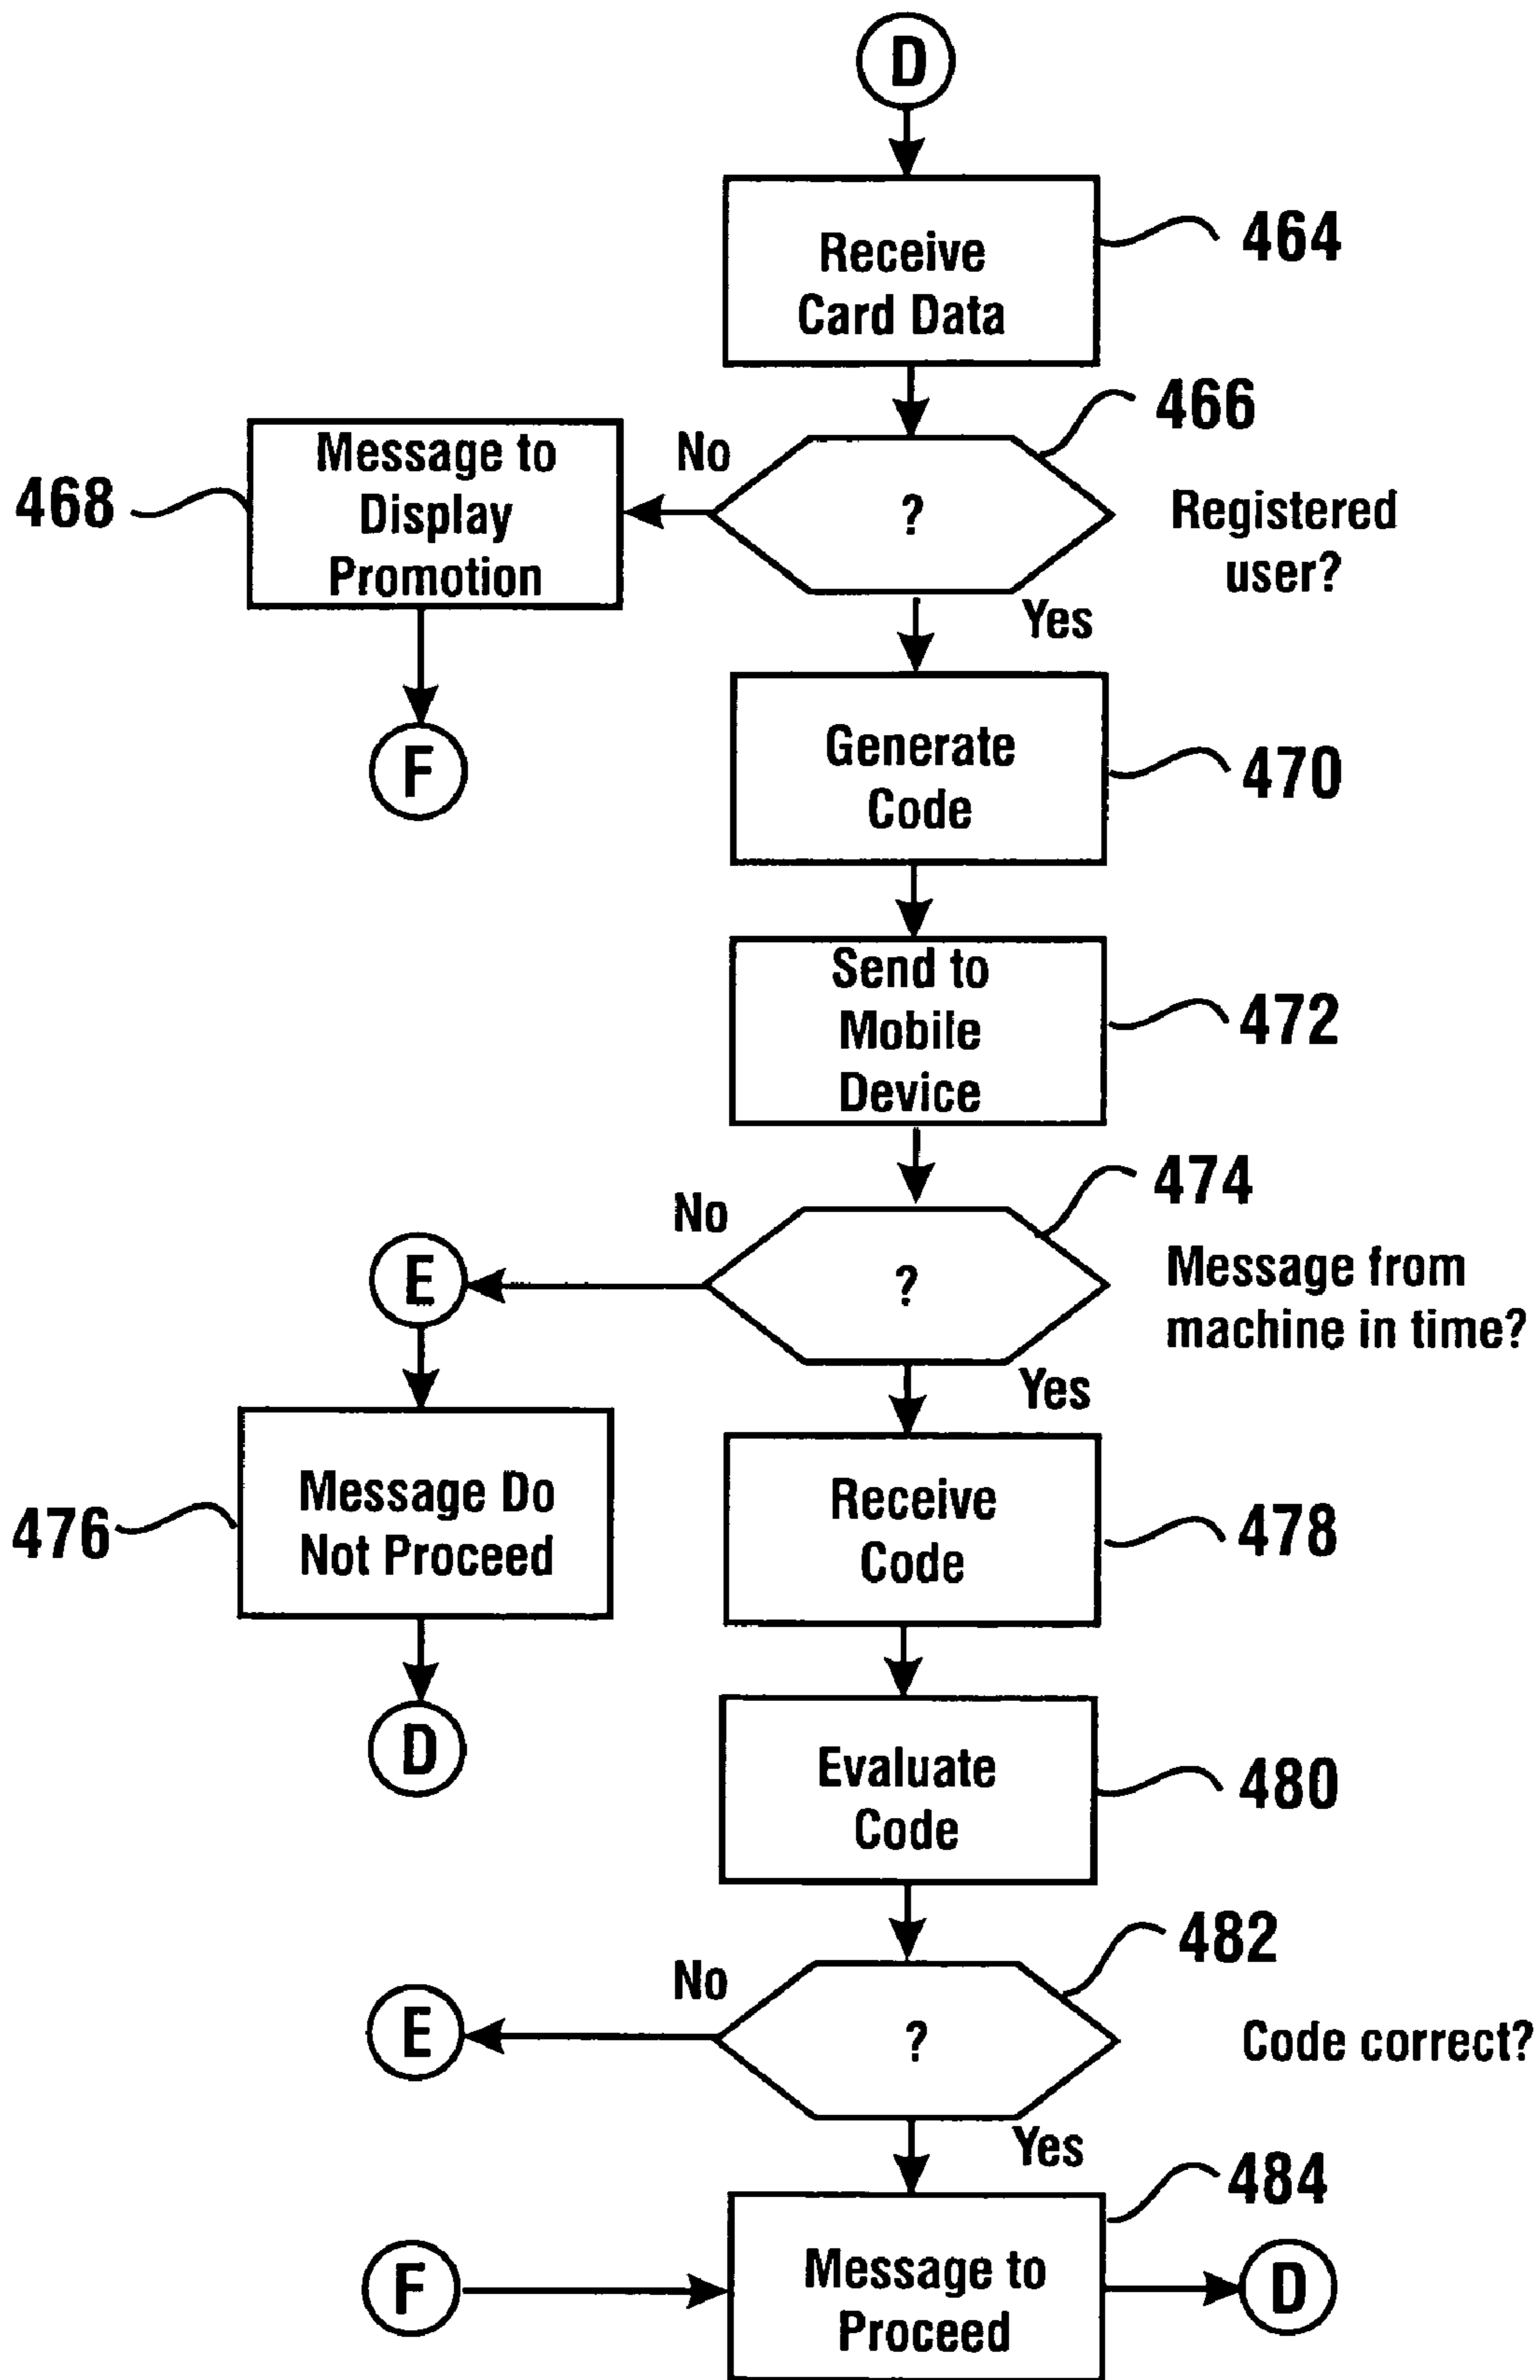 D
Receive
Card Data
464
466
No
?
Registered
user?
Yes
Message to
Display
Promotion
468
F
Generate
Code
470
Send to
Mobile
Device
472
474
No
?
Message from
machine in time?
Yes
E
Message Do
Not Proceed
476
D
Receive
Code
478
Evaluate
Code
480
482
No
?
Code correct?
Yes
E
484
F
Message to
Proceed
D